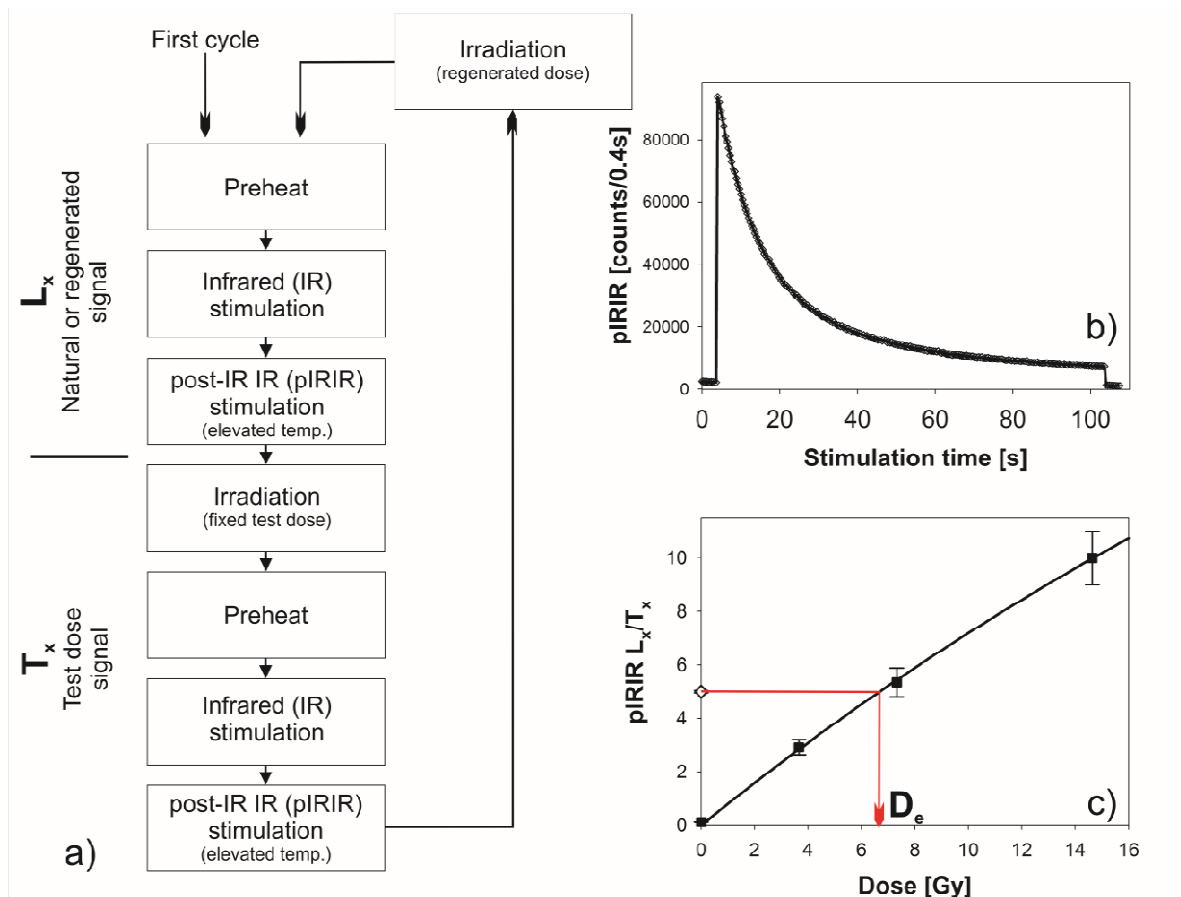 First cycle
Irradiation
(regenerated dose)
Preheat
Infrared (IR)
stimulation
post-IR IR (pIRIR)
stimulation
(elevated temp.)
Irradiation
(fixed test dose)
Preheat
Infrared (IR)
stimulation
post-IR IR (pIRIR)
stimulation
(elevated temp.)
Lx
Natural or regenerated
signal
Tx
Test dose
signal
a)
pIRIR [counts/0.4s]
80000
60000
40000
20000
0
0 20 40 60 80 100
Stimulation time [s]
b)
pIRIR Lx/Tx
10
8
6
4
2
0
0 2 4 6 8 10 12 14 16
Dose [Gy]
De
c)